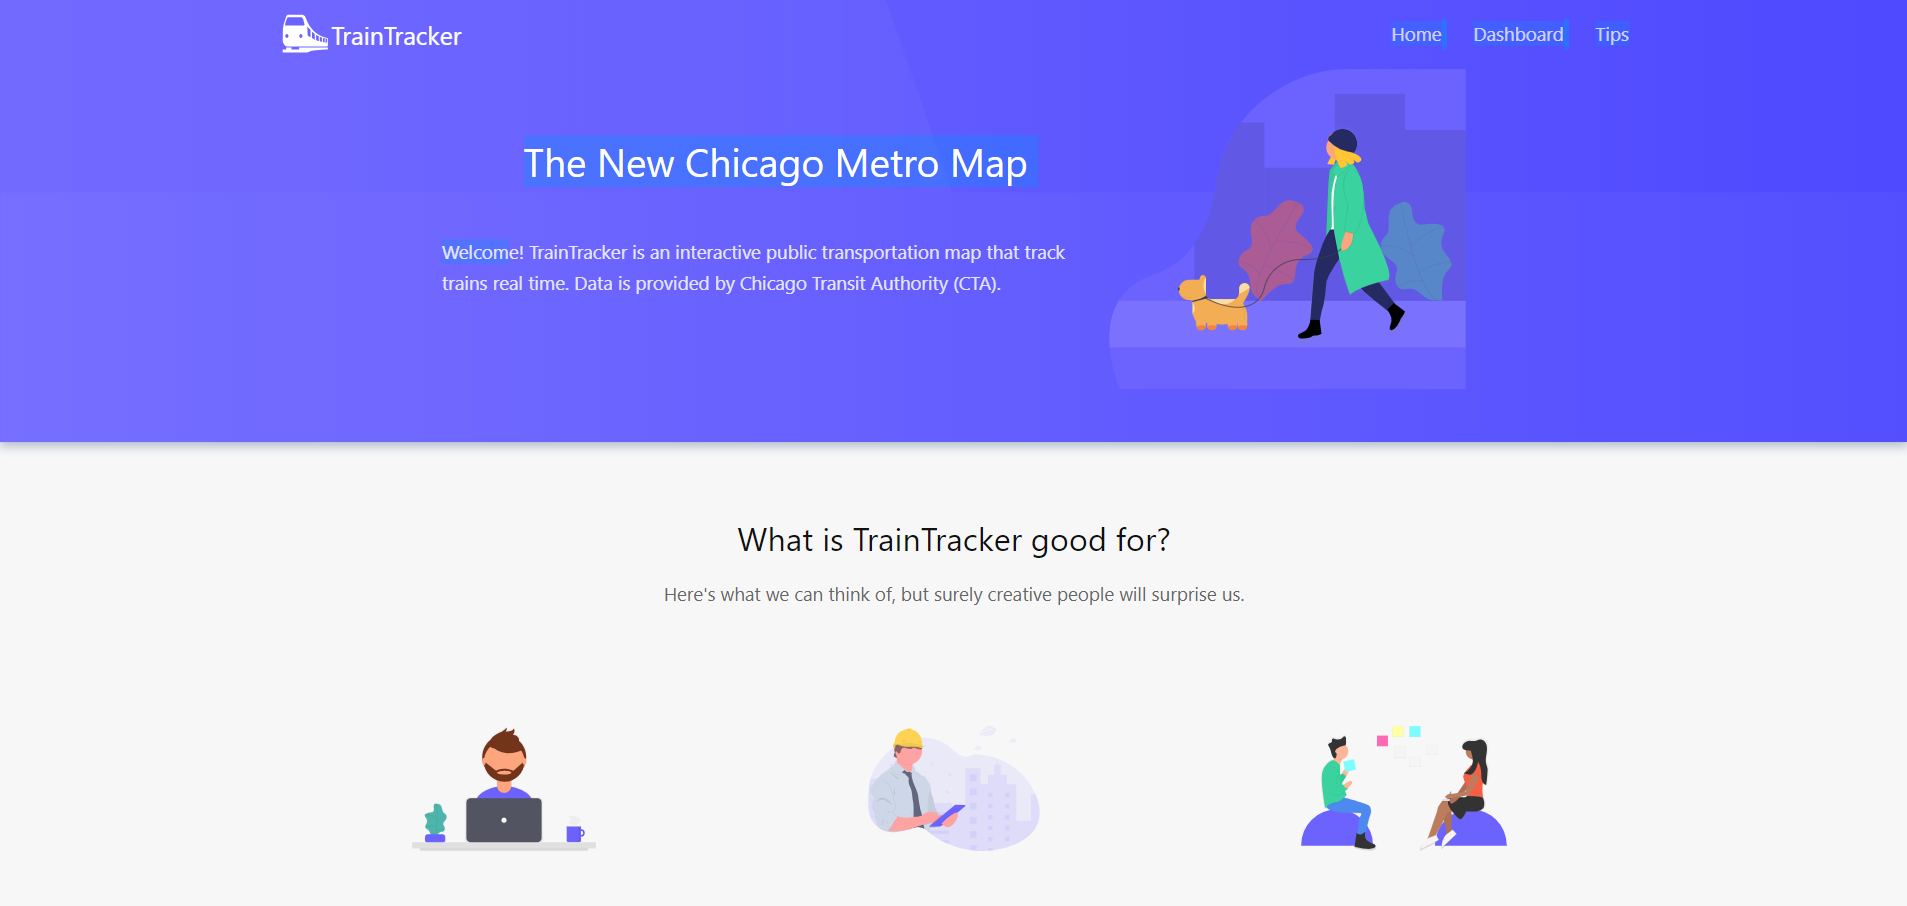 TrainTracker
Home Dashboard Tips
The New Chicago Metro Map
Welcome! TrainTracker is an interactive public transportation map that track
trains real time. Data is provided by Chicago Transit Authority (CTA).
What is TrainTracker good for?
Here's what we can think of, but surely creative people will surprise us.